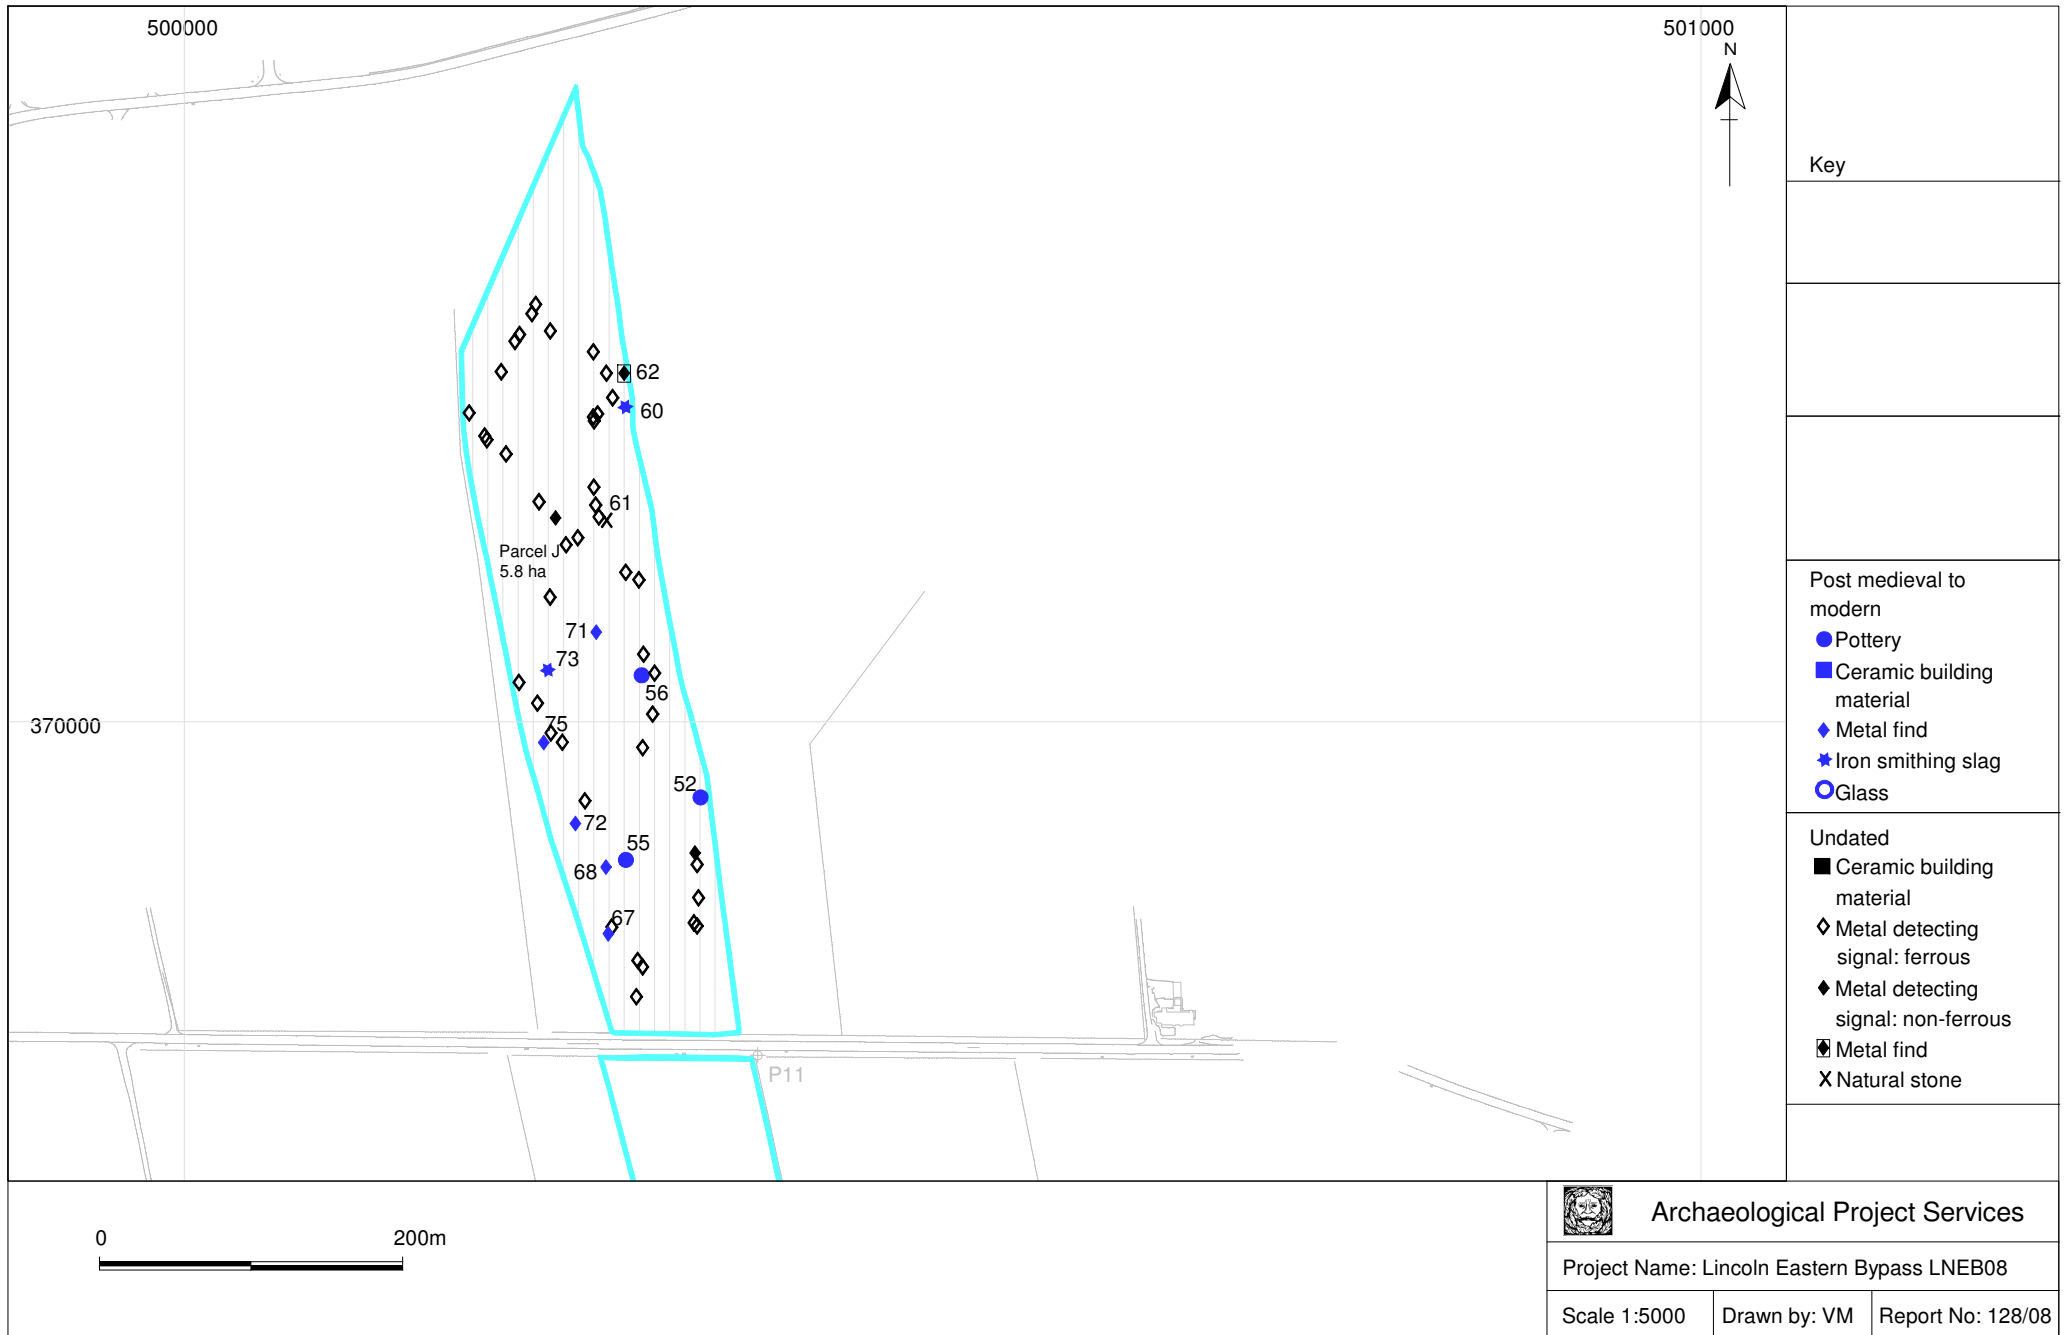 500000
501000
N
Key
62
60
61
Parcel J
5.8 ha
71
73
56
75
370000
52
72
55
68
67
P11
Post medieval to
modern
Pottery
Ceramic building
material
Metal find
Iron smithing slag
Glass
Undated
Ceramic building
material
Metal detecting
signal: ferrous
Metal detecting
signal: non-ferrous
Metal find
Natural stone
0
200m
Archaeological Project Services
Project Name: Lincoln Eastern Bypass LNEB08
Scale 1:5000
Drawn by: VM
Report No: 128/08